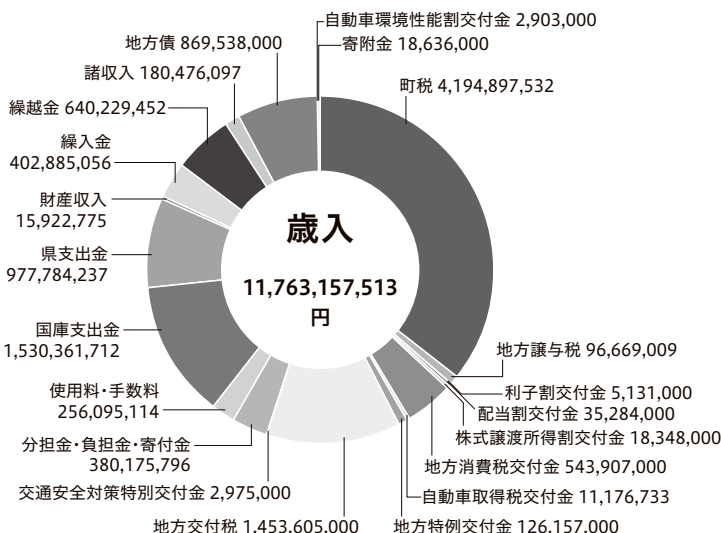 自動車環境性能割交付金 2,903,000
寄附金 18,636,000
町税 4,194,897,532
地方債 869,538,000
諸収入 180,476,097
繰越金 640,229,452
繰入金
402,885,056
財産収入
15,922,775
県支出金
977,784,237
国庫支出金
1,530,361,712
使用料・手数料
256,095,114
分担金・負担金・寄付金
380,175,796
交通安全対策特別交付金 2,975,000
地方交付税 1,453,605,000
歳入
11,763,157,513
円
地方譲与税 96,669,009
利子割交付金 5,131,000
配当割交付金 35,284,000
株式譲渡所得割交付金 18,348,000
地方消費税交付金 543,907,000
自動車取得税交付金 11,176,733
地方特例交付金 126,157,000